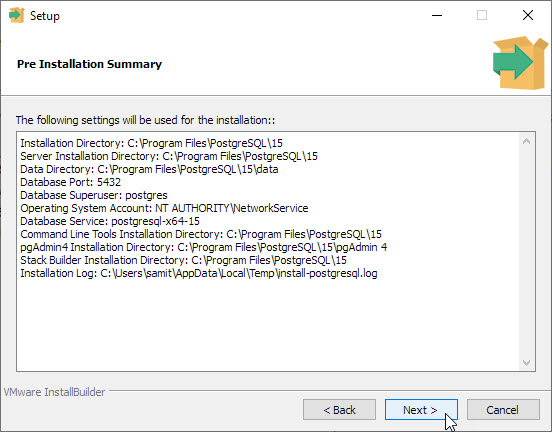 Setup
Pre Installation Summary
The following settings will be used for the installation::
Installation Directory: C:\Program Files\PostgreSQL\15
Server Installation Directory: C:\Program Files\PostgreSQL\15
Data Directory: C:\Program Files\PostgreSQL\15\data
Database Port: 5432
Database Superuser: postgres
Operating System Account: NT AUTHORITY\NetworkService
Database Service: postgresql-x64-15
Command Line Tools Installation Directory: C:\Program Files\PostgreSQL\15
pgAdmin4 Installation Directory: C:\Program Files\PostgreSQL\15\pgAdmin 4
Stack Builder Installation Directory: C:\Program Files\PostgreSQL\15
Installation Log: C:\Users\samit\AppData\Local\Temp\install-postgresql.log
VMware InstallBuilder
< Back
Next >
Cancel